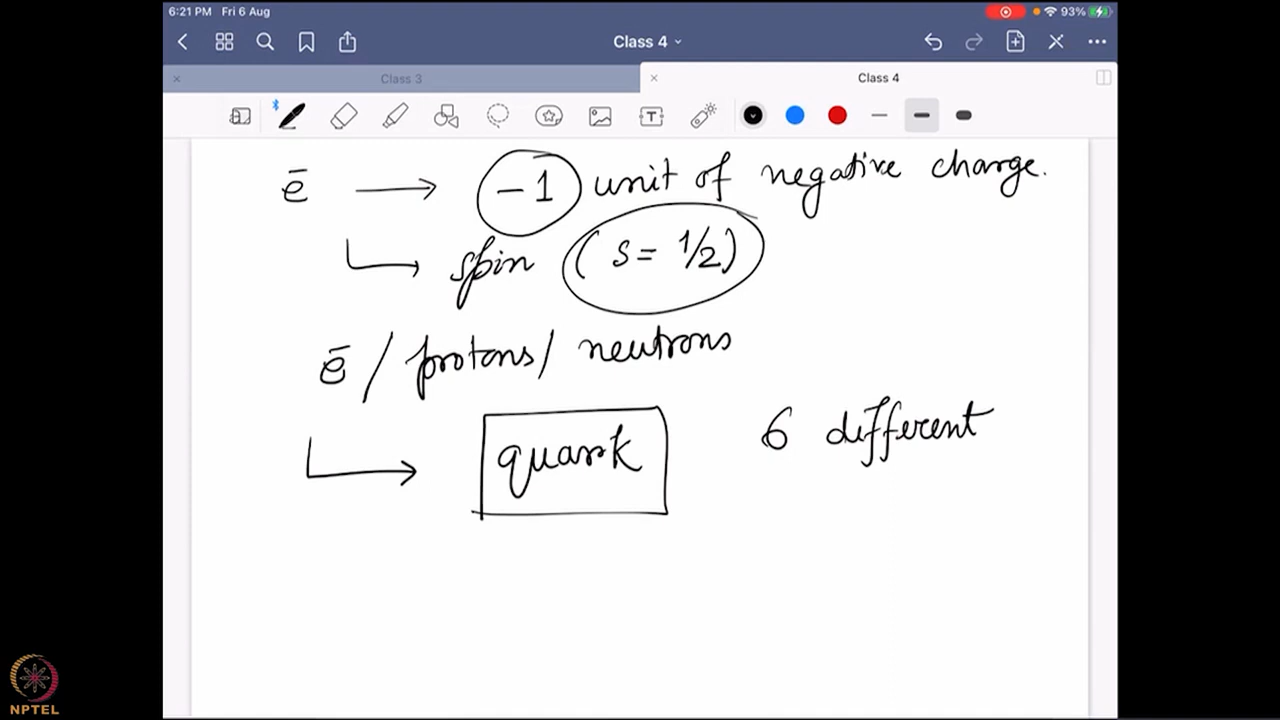 6:21 PM Fri 6 Aug 93%
Class 4
Class 3
Class 4
ē → -1 unit of negative charge.
spin (s = 1/2)
ē / protons / neutrons
quark 6 different
NPTEL